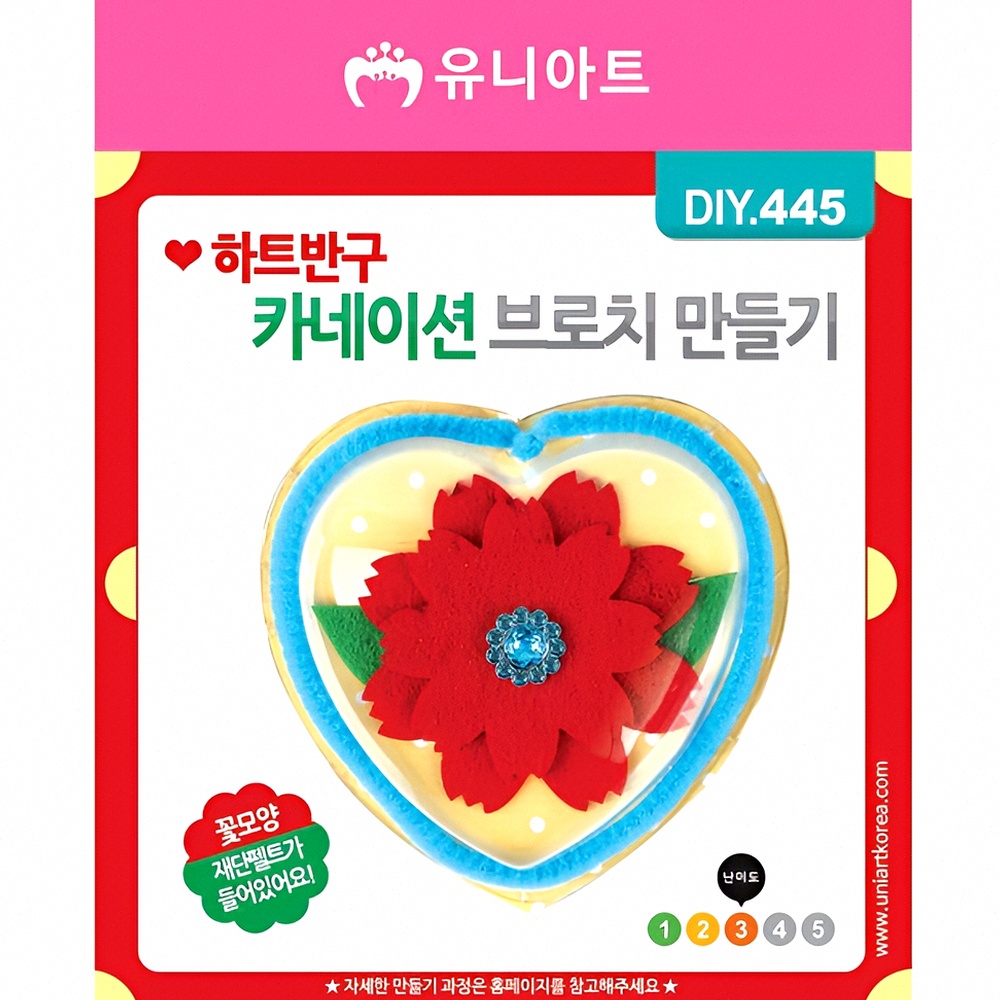 유니아트
DIY.445
하트반구
카네이션 브로치 만들기
꽃모양
재단펠트가
들어있어요!
난이도
1 2 3 4 5
www.uniartkorea.com
★ 자세한 만들기 과정은 홈페이지를 참고해주세요 ★